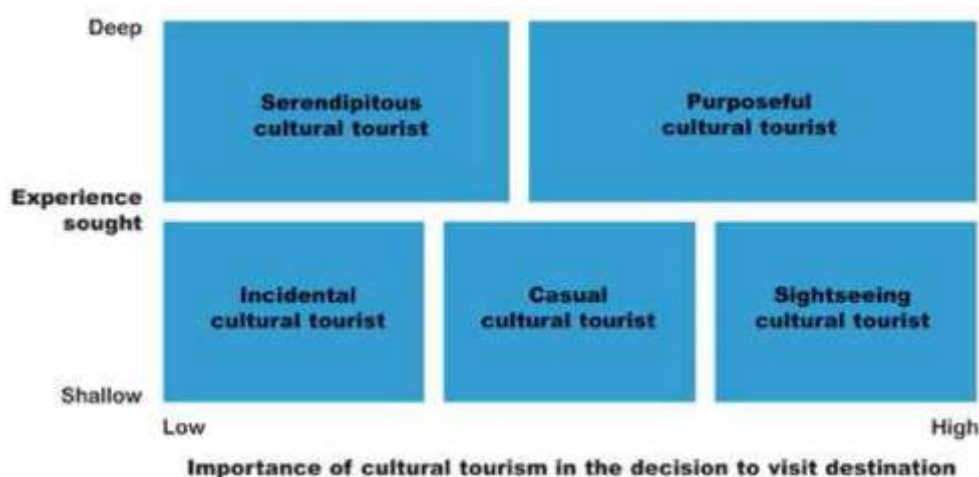 Deep
Serendipitous
cultural tourist
Purposeful
cultural tourist
Experience
sought
Incidental
cultural tourist
Casual
cultural tourist
Sightseeing
cultural tourist
Shallow
Low
High
Importance of cultural tourism in the decision to visit destination